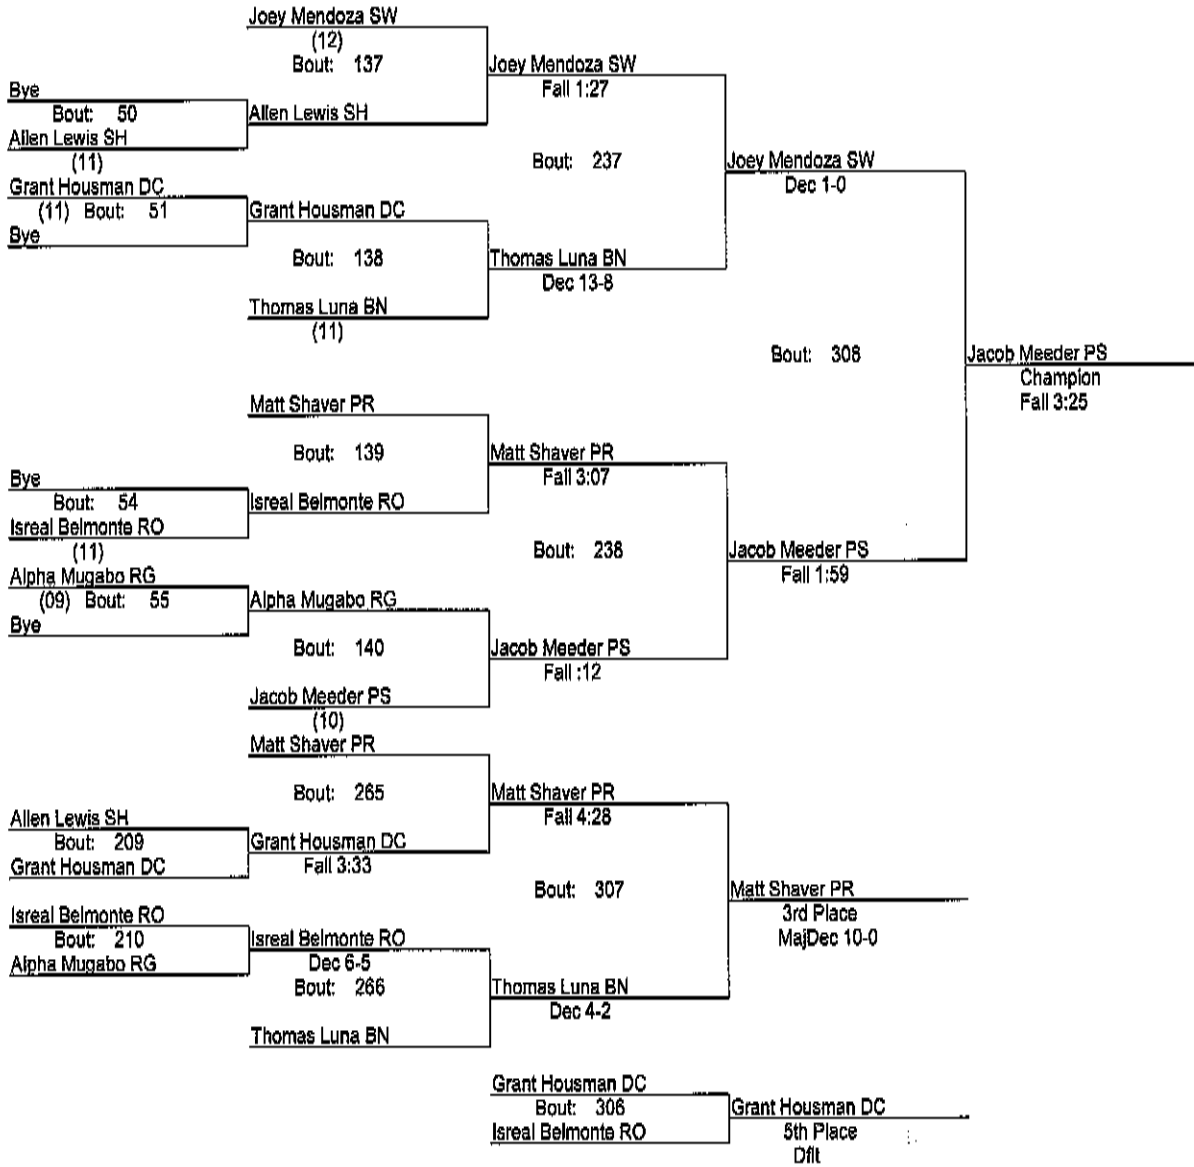 Joey Mendoza SW
(12)
Bout: 137
Joey Mendoza SW
Fall 1:27
Bye
Bout: 50
Allen Lewis SH
Allen Lewis SH
(11)
Bout: 237
Joey Mendoza SW
Dec 1-0
Grant Housman DC
(11) Bout: 51
Grant Housman DC
Bye
Bout: 138
Thomas Luna BN
Dec 13-8
Thomas Luna BN
(11)
Bout: 308
Jacob Meeder PS
Champion
Fall 3:25
Matt Shaver PR
Bout: 139
Matt Shaver PR
Fall 3:07
Bye
Bout: 54
Isreal Belmonte RO
Isreal Belmonte RO
(11)
Bout: 238
Jacob Meeder PS
Fall 1:59
Alpha Mugabo RG
(09) Bout: 55
Alpha Mugabo RG
Bye
Bout: 140
Jacob Meeder PS
Fall :12
Jacob Meeder PS
(10)
Matt Shaver PR
Bout: 265
Matt Shaver PR
Fall 4:28
Allen Lewis SH
Bout: 209
Grant Housman DC
Fall 3:33
Grant Housman DC
Bout: 307
Matt Shaver PR
3rd Place
MajDec 10-0
Isreal Belmonte RO
Bout: 210
Isreal Belmonte RO
Dec 6-5
Alpha Mugabo RG
Bout: 266
Thomas Luna BN
Dec 4-2
Thomas Luna BN
Grant Housman DC
Bout: 306
Grant Housman DC
5th Place
Dflt
Isreal Belmonte RO